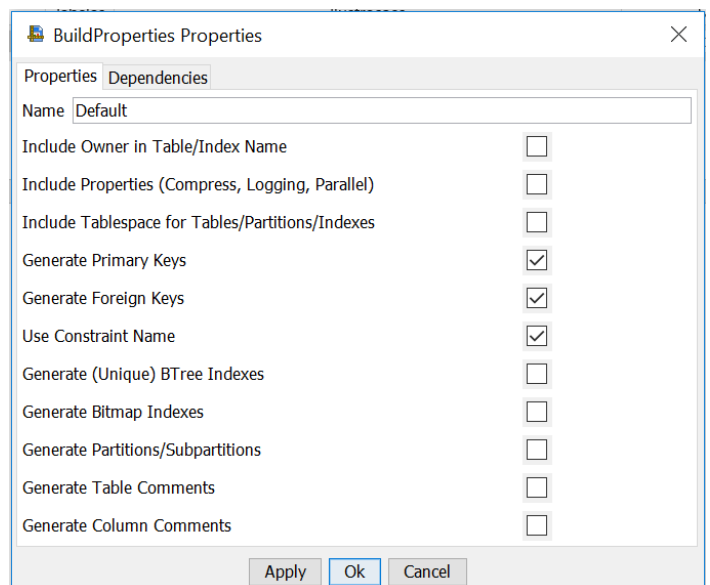 BuildProperties Properties
Properties Dependencies
Name Default
Include Owner in Table/Index Name
Include Properties (Compress, Logging, Parallel)
Include Tablespace for Tables/Partitions/Indexes
Generate Primary Keys
Generate Foreign Keys
Use Constraint Name
Generate (Unique) BTree Indexes
Generate Bitmap Indexes
Generate Partitions/Subpartitions
Generate Table Comments
Generate Column Comments
Apply Ok Cancel